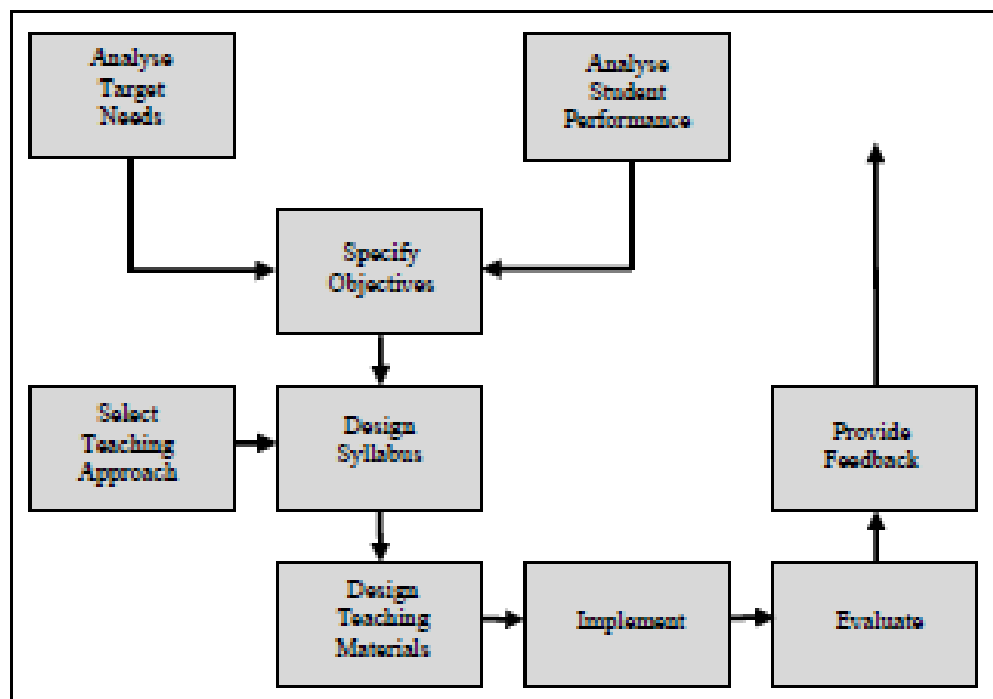 Analyse
Target
Needs
Analyse
Student
Performance
Specify
Objectives
Select
Teaching
Approach
Design
Syllabus
Provide
Feedback
Design
Teaching
Materials
Implement
Evaluate